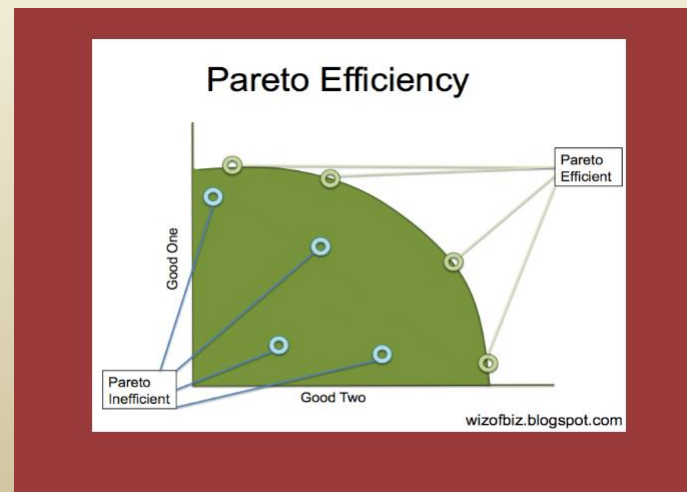 Pareto Efficiency
Pareto
Efficient
Good One
Pareto
Inefficient
Good Two
wizofbiz.blogspot.com